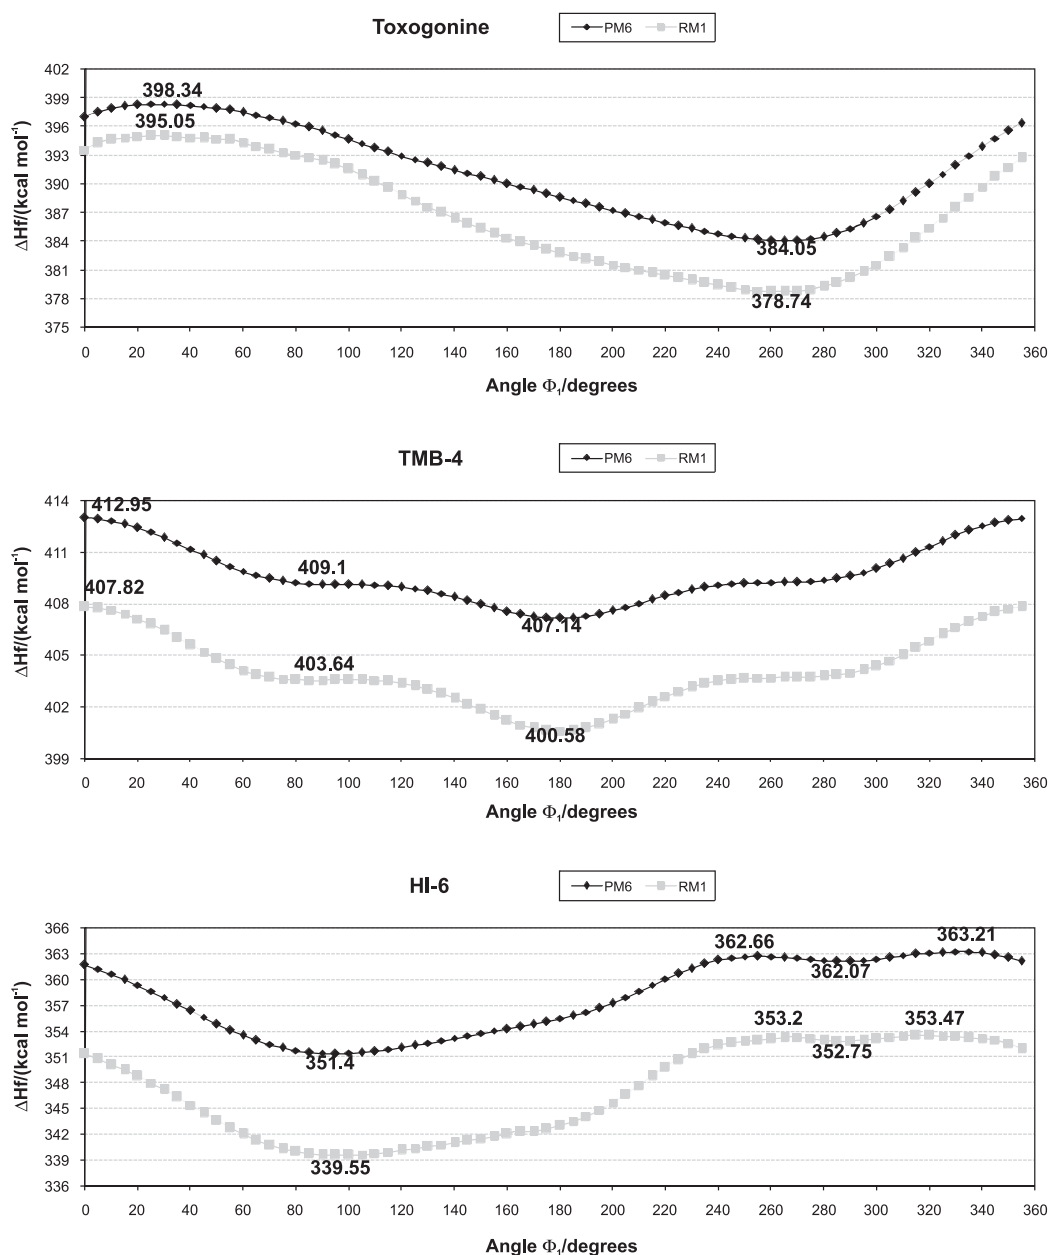 Toxogonine
PM6 RM1
402
399
396
393
390
387
384
381
378
375
ΔHf/(kcal mol⁻¹)
398.34
395.05
384.05
378.74
0 20 40 60 80 100 120 140 160 180 200 220 240 260 280 300 320 340 360
Angle Φ₁/degrees
TMB-4
PM6 RM1
414
411
408
405
402
399
ΔHf/(kcal mol⁻¹)
412.95
409.1
407.82
407.14
403.64
400.58
0 20 40 60 80 100 120 140 160 180 200 220 240 260 280 300 320 340 360
Angle Φ₁/degrees
HI-6
PM6 RM1
366
363
360
357
354
351
348
345
342
339
336
ΔHf/(kcal mol⁻¹)
362.66 363.21
362.07
351.4
353.2 353.47
352.75
339.55
0 20 40 60 80 100 120 140 160 180 200 220 240 260 280 300 320 340 360
Angle Φ₁/degrees